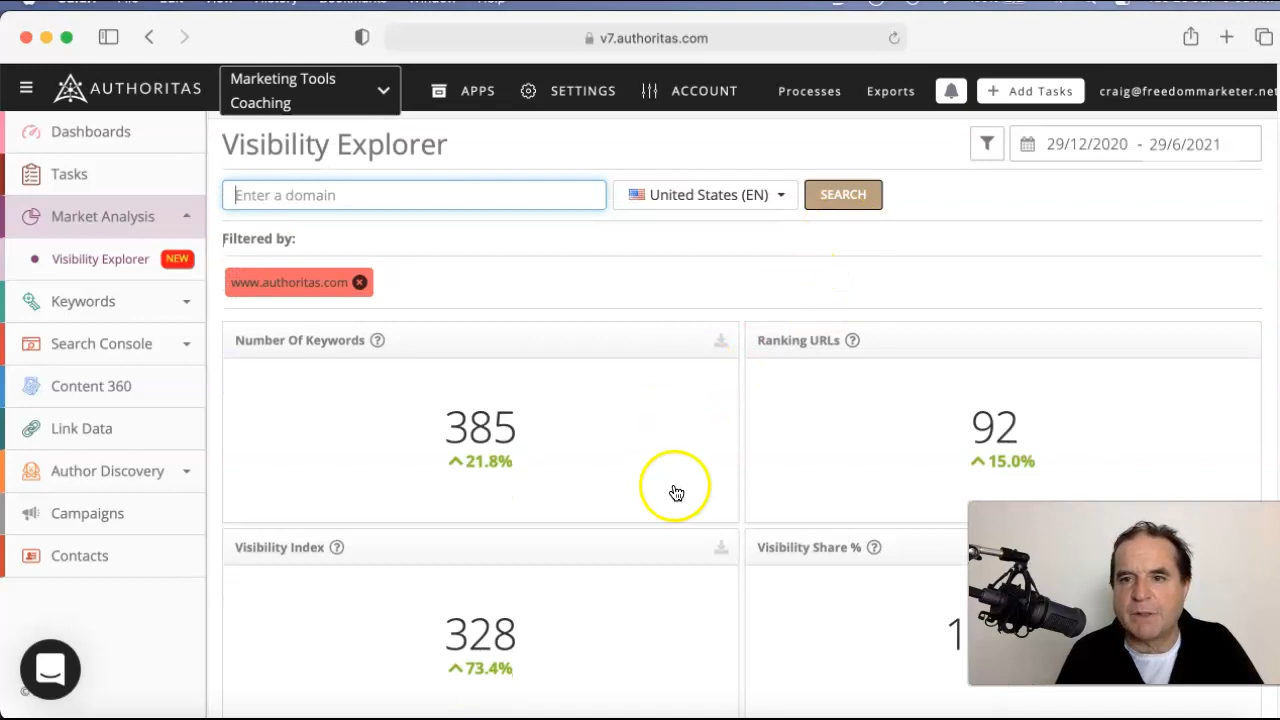 v7.authoritas.com
AUTHORITAS
Marketing Tools
Coaching
APPS
SETTINGS
ACCOUNT
Processes
Exports
+ Add Tasks
craig@freedommarketer.net
Dashboards
Tasks
Market Analysis
Visibility Explorer
NEW
Keywords
Search Console
Content 360
Link Data
Author Discovery
Campaigns
Contacts
Visibility Explorer
29/12/2020 - 29/6/2021
Enter a domain
United States (EN)
SEARCH
Filtered by:
www.authoritas.com
Number Of Keywords
385
21.8%
Ranking URLs
92
15.0%
Visibility Index
328
73.4%
Visibility Share %
1